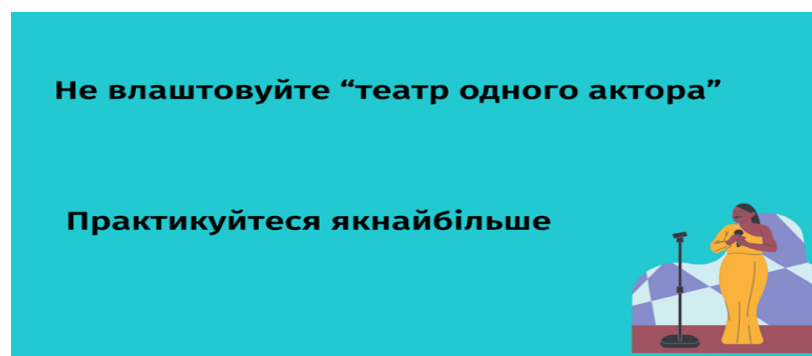 Не влаштовуйте “театр одного актора”
Практикуйтеся якнайбільше